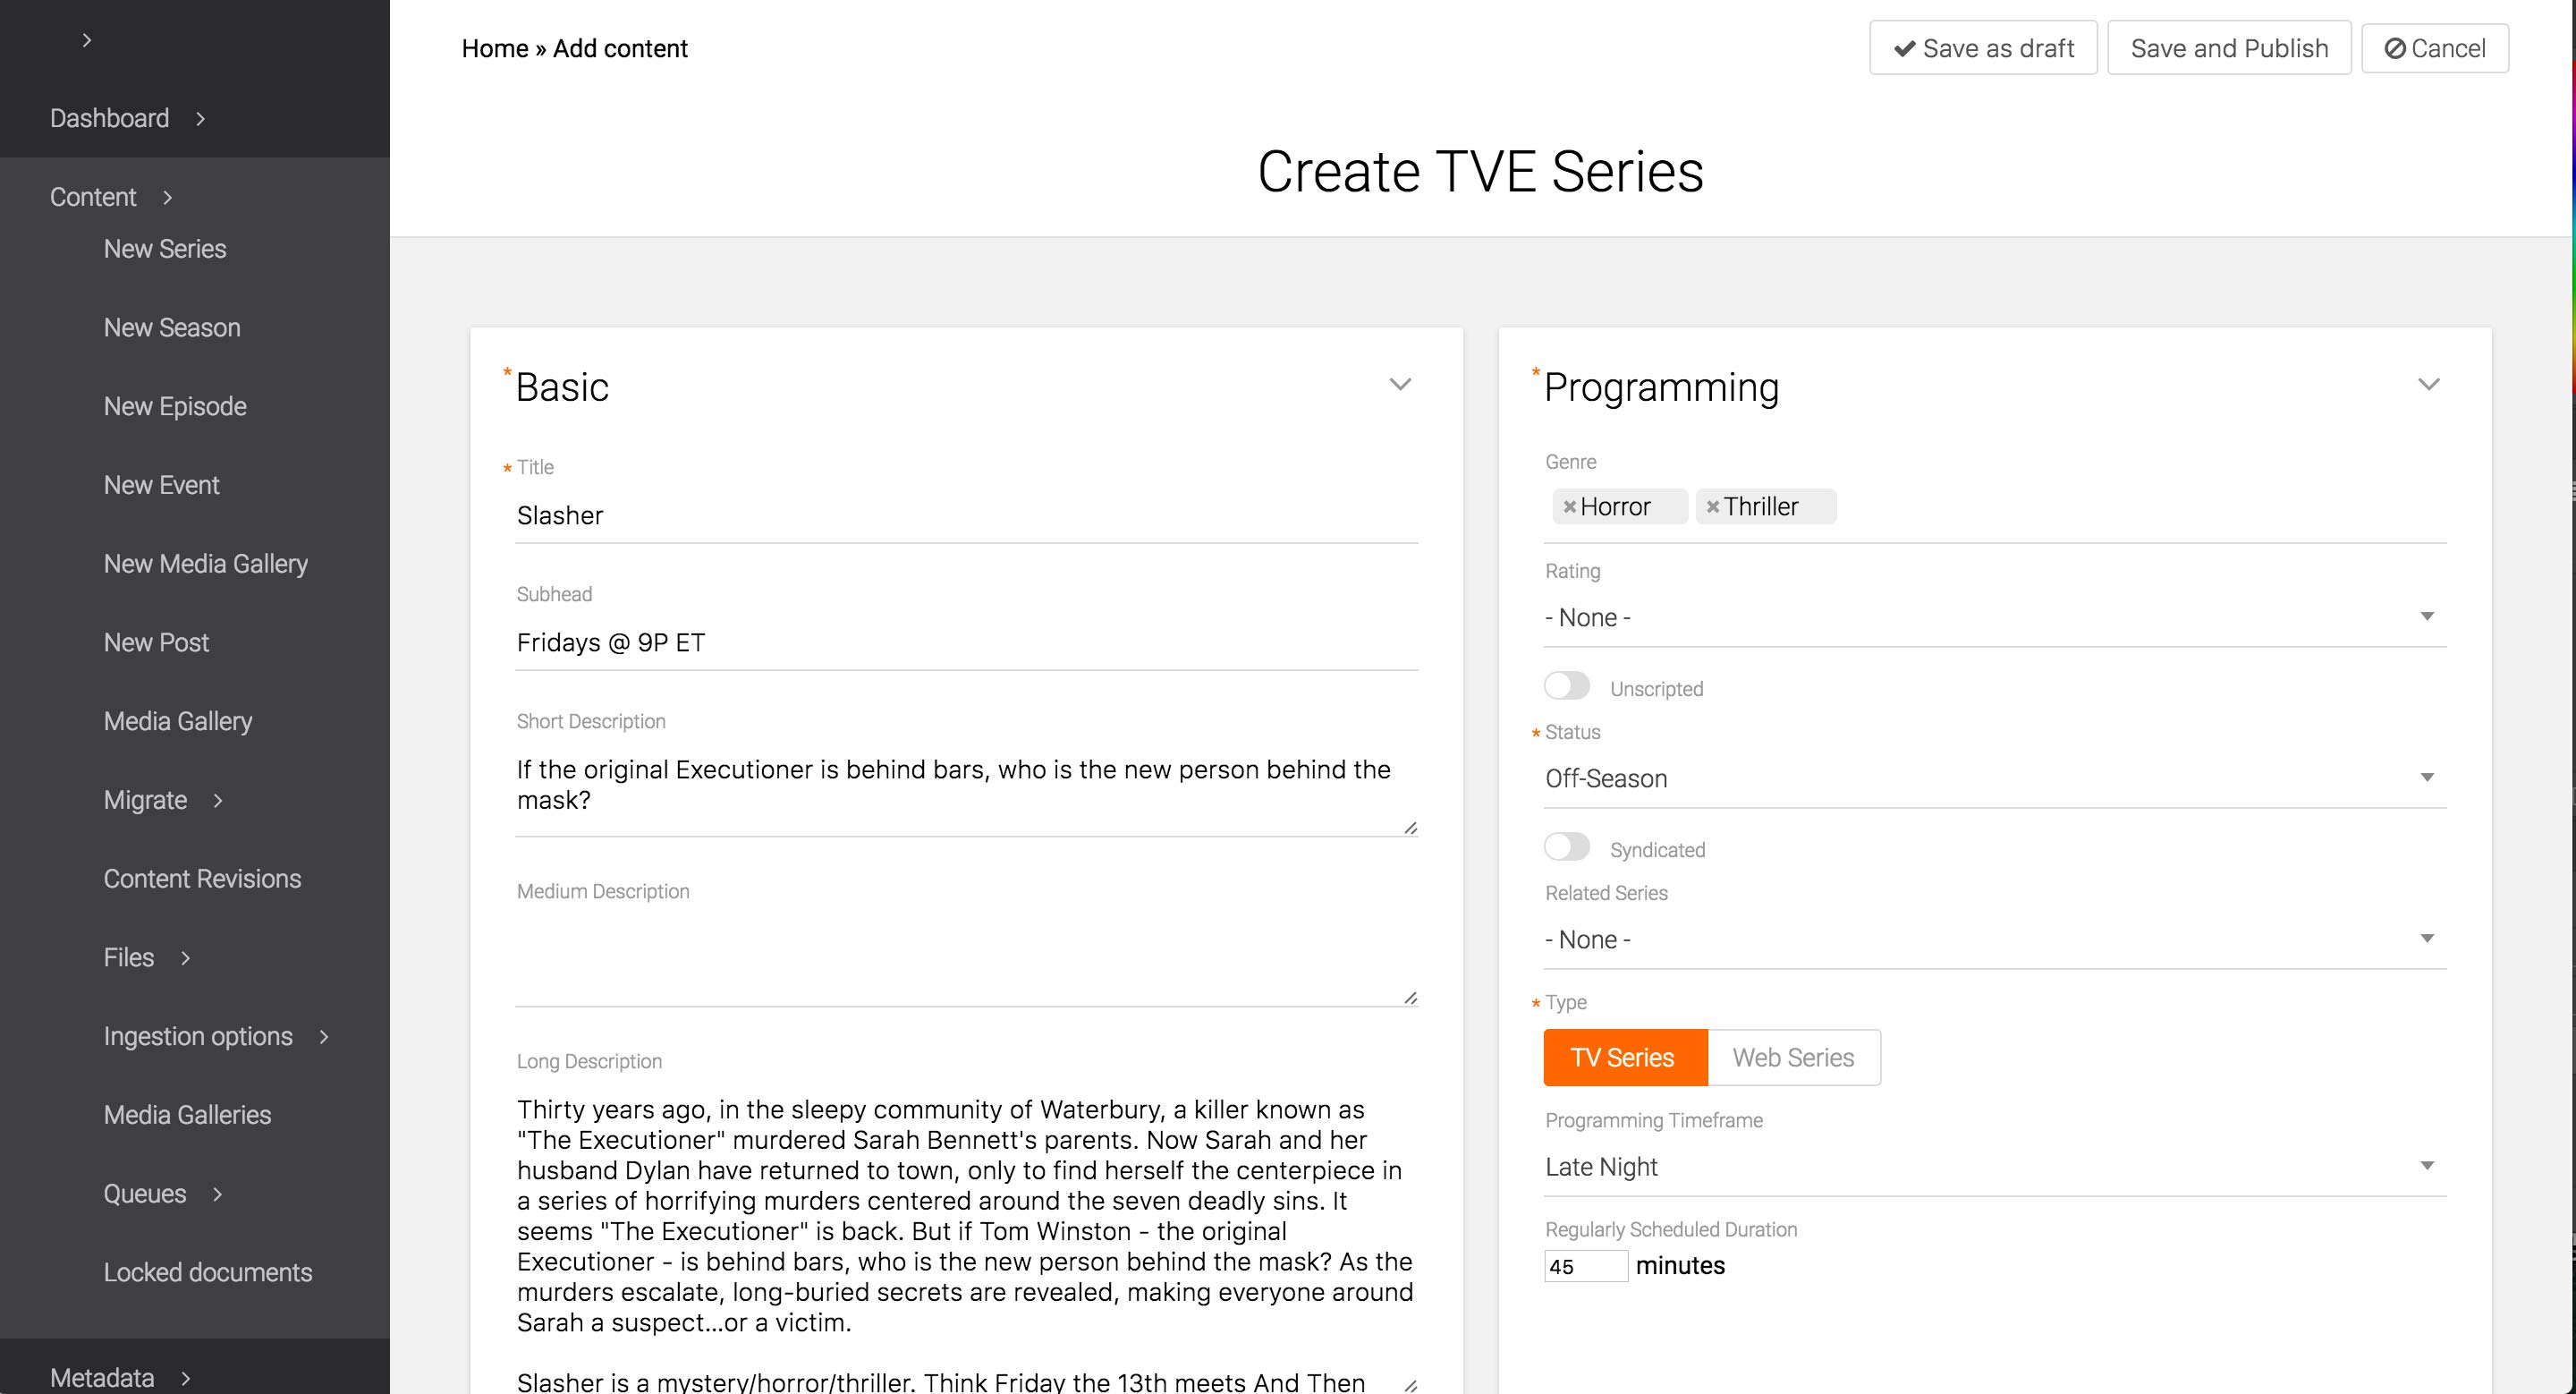 Dashboard
Content
New Series
New Season
New Episode
New Event
New Media Gallery
New Post
Media Gallery
Migrate
Content Revisions
Files
Ingestion options
Media Galleries
Queues
Locked documents
Metadata
Home » Add content
Save as draft
Save and Publish
Cancel
Create TVE Series
*Basic
* Title
Slasher
Subhead
Fridays @ 9P ET
Short Description
If the original Executioner is behind bars, who is the new person behind the
mask?
Medium Description
Long Description
Thirty years ago, in the sleepy community of Waterbury, a killer known as
"The Executioner" murdered Sarah Bennett's parents. Now Sarah and her
husband Dylan have returned to town, only to find herself the centerpiece in
a series of horrifying murders centered around the seven deadly sins. It
seems "The Executioner" is back. But if Tom Winston - the original
Executioner - is behind bars, who is the new person behind the mask? As the
murders escalate, long-buried secrets are revealed, making everyone around
Sarah a suspect...or a victim.
Slasher is a mystery/horror/thriller. Think Friday the 13th meets And Then
*Programming
Genre
×Horror ×Thriller
Rating
- None -
Unscripted
* Status
Off-Season
Syndicated
Related Series
- None -
* Type
TV Series Web Series
Programming Timeframe
Late Night
Regularly Scheduled Duration
45 minutes